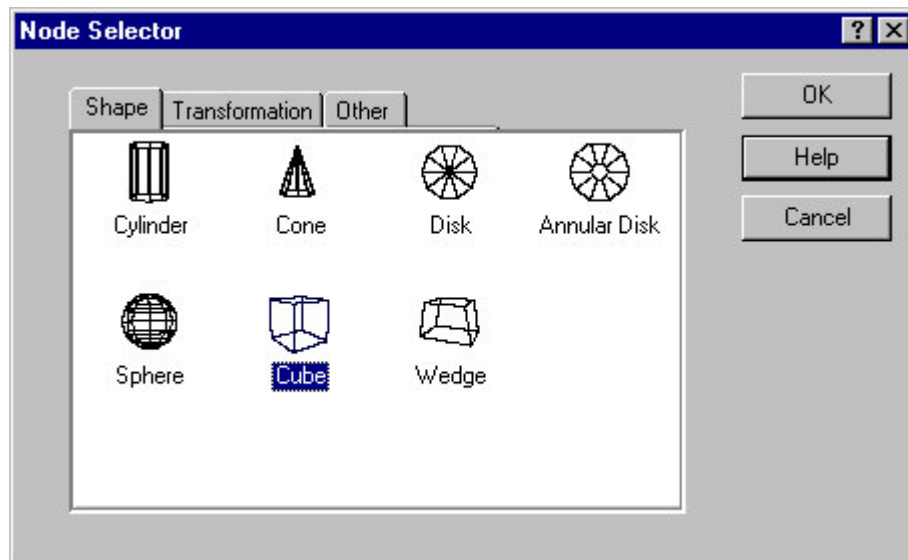 Node Selector
Shape Transformation Other
OK
Help
Cancel
Cylinder Cone Disk Annular Disk
Sphere Cube Wedge